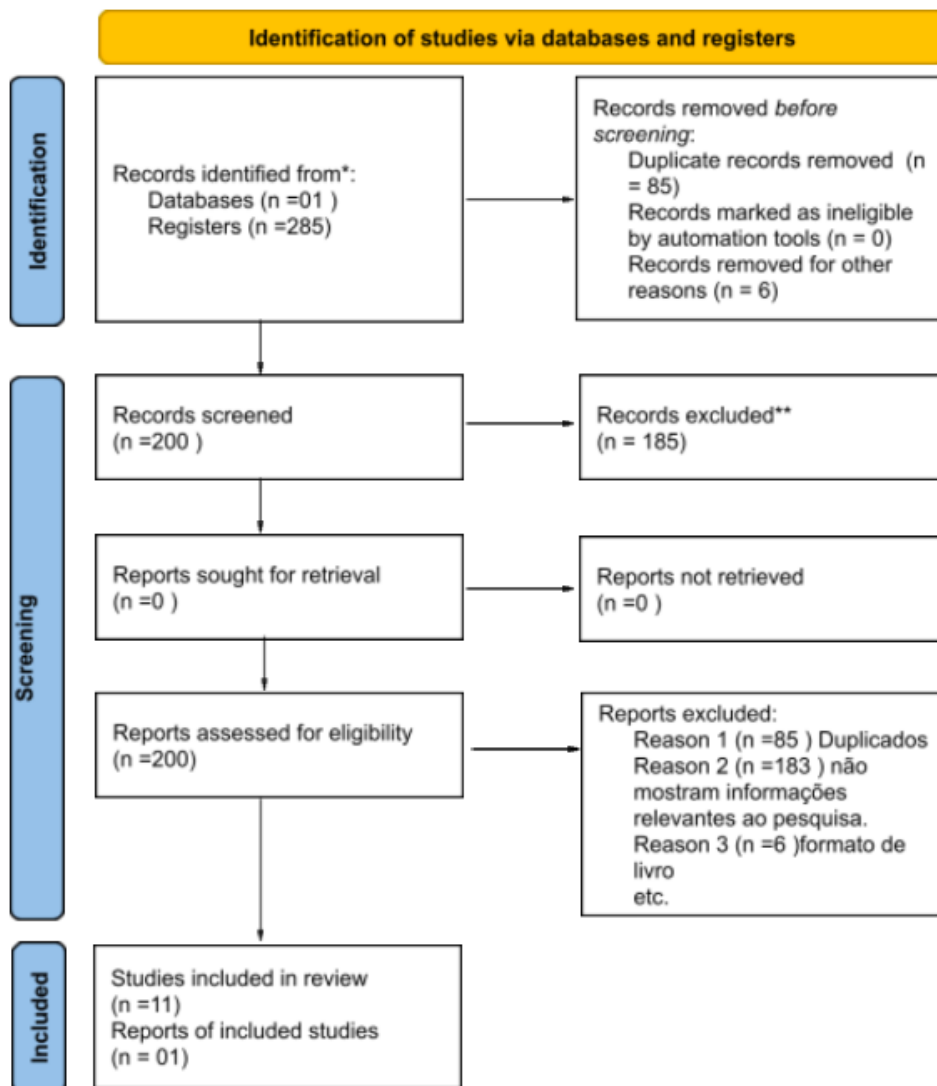 Identification of studies via databases and registers
Identification
Records identified from*:
Databases (n =01 )
Registers (n =285)
Records removed before
screening:
Duplicate records removed (n
= 85)
Records marked as ineligible
by automation tools (n = 0)
Records removed for other
reasons (n = 6)
Screening
Records screened
(n =200 )
Records excluded**
(n = 185)
Reports sought for retrieval
(n =0 )
Reports not retrieved
(n =0 )
Reports assessed for eligibility
(n =200)
Reports excluded:
Reason 1 (n =85 ) Duplicados
Reason 2 (n =183 ) não
mostram informações
relevantes ao pesquisa.
Reason 3 (n =6 )formato de
livro
etc.
Included
Studies included in review
(n =11)
Reports of included studies
(n = 01)